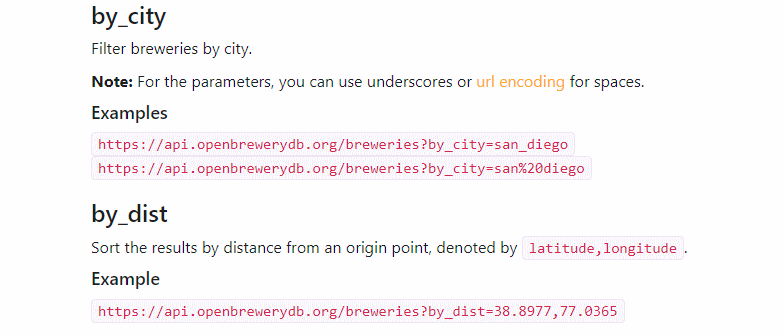 by_city
Filter breweries by city.
Note: For the parameters, you can use underscores or url encoding for spaces.
Examples
https://api.openbrewerydb.org/breweries?by_city=san_diego
https://api.openbrewerydb.org/breweries?by_city=san%20diego
by_dist
Sort the results by distance from an origin point, denoted by latitude,longitude.
Example
https://api.openbrewerydb.org/breweries?by_dist=38.8977,77.0365